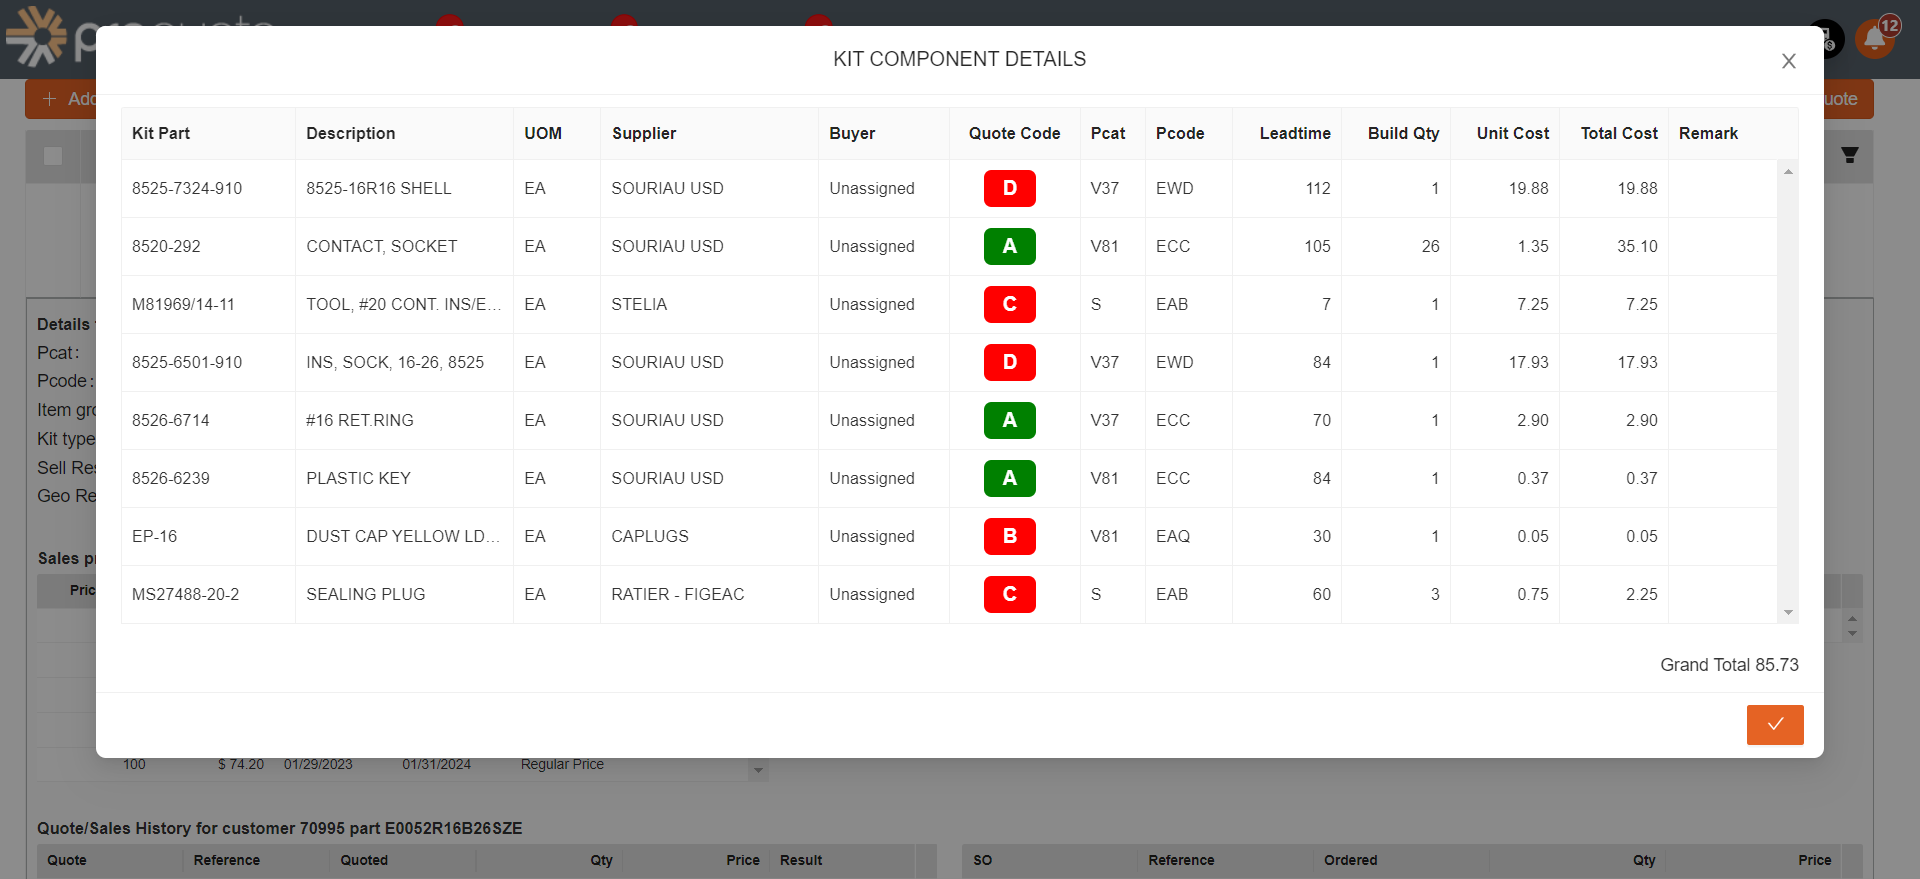 12
KIT COMPONENT DETAILS
Add
uote
Kit Part Description UOM Supplier Buyer Quote Code Pcat Pcode Leadtime Build Qty Unit Cost Total Cost Remark
8525-7324-910 8525-16R16 SHELL EA SOURIAU USD Unassigned D V37 EWD 112 1 19.88 19.88
8520-292 CONTACT, SOCKET EA SOURIAU USD Unassigned A V81 ECC 105 26 1.35 35.10
M81969/14-11 TOOL, #20 CONT. INS/E... EA STELIA Unassigned C S EAB 7 1 7.25 7.25
8525-6501-910 INS, SOCK, 16-26, 8525 EA SOURIAU USD Unassigned D V37 EWD 84 1 17.93 17.93
8526-6714 #16 RET.RING EA SOURIAU USD Unassigned A V37 ECC 70 1 2.90 2.90
8526-6239 PLASTIC KEY EA SOURIAU USD Unassigned A V81 ECC 84 1 0.37 0.37
EP-16 DUST CAP YELLOW LD... EA CAPLUGS Unassigned B V81 EAQ 30 1 0.05 0.05
MS27488-20-2 SEALING PLUG EA RATIER - FIGEAC Unassigned C S EAB 60 3 0.75 2.25
Grand Total 85.73
Details
Pcat:
Pcode:
Item gro
Kit type
Sell Res
Geo Re
Sales pr
Pric
100 $ 74.20 01/29/2023 01/31/2024 Regular Price
Quote/Sales History for customer 70995 part E0052R16B26SZE
Quote Reference Quoted Qty Price Result SO Reference Ordered Qty Price